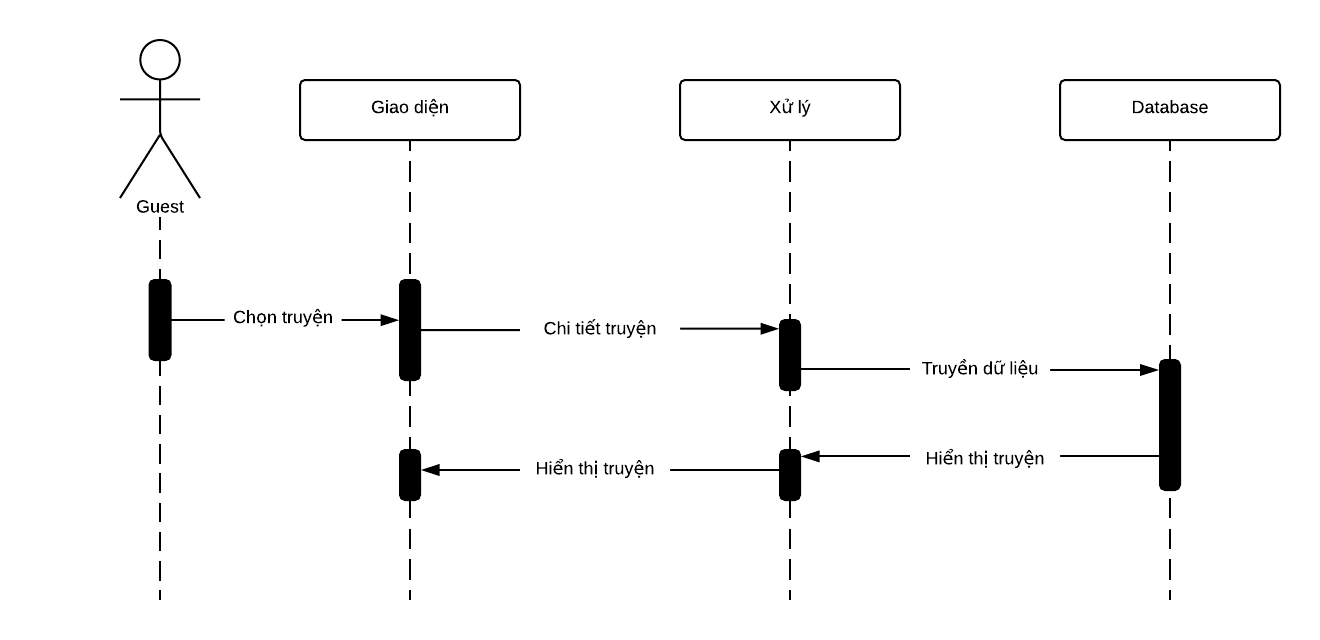 Giao diện
Xử lý
Database
Guest
Chọn truyện
Chi tiết truyện
Truyền dữ liệu
Hiển thị truyện
Hiển thị truyện